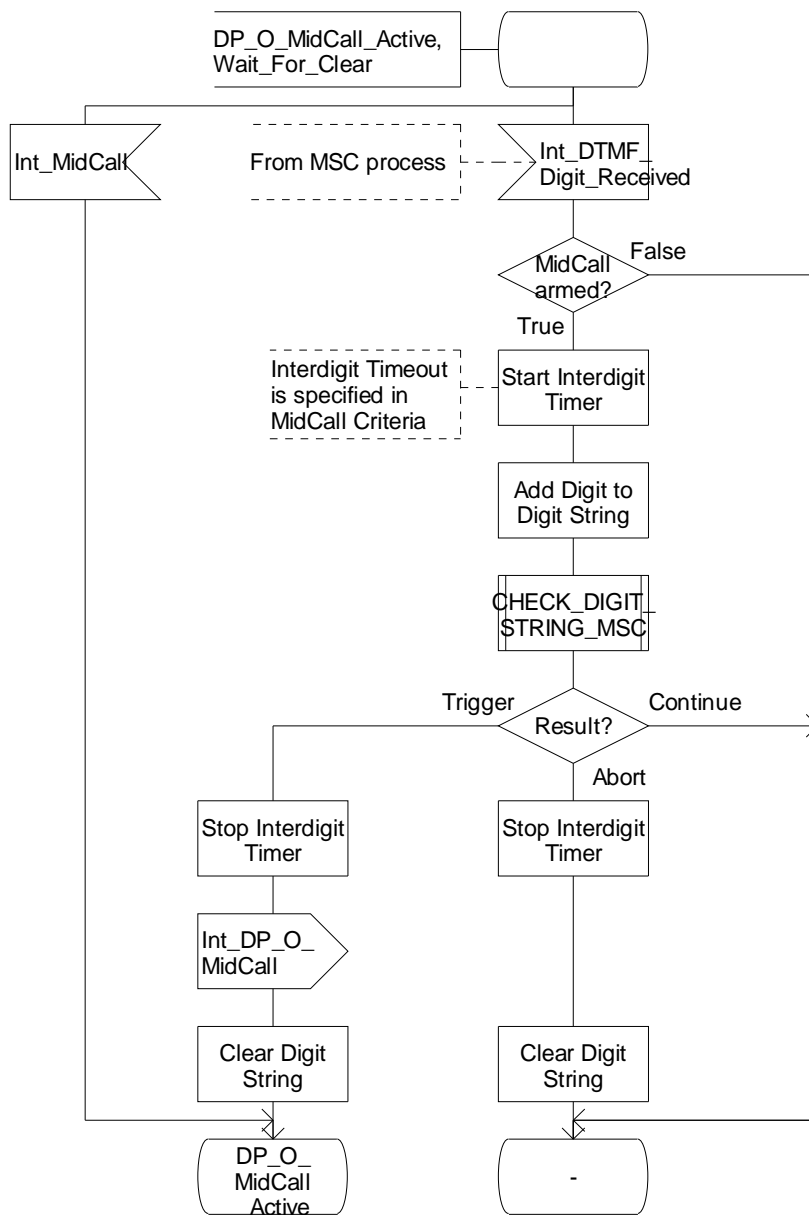 DP_O_MidCall_Active,
Wait_For_Clear
Int_MidCall
From MSC process
Int_DTMF_
Digit_Received
MidCall
armed?
False
True
Interdigit Timeout
is specified in
MidCall Criteria
Start Interdigit
Timer
Add Digit to
Digit String
CHECK_DIGIT_
STRING_MSC
Trigger
Result?
Continue
Abort
Stop Interdigit
Timer
Stop Interdigit
Timer
Int_DP_O_
MidCall
Clear Digit
String
Clear Digit
String
DP_O_
MidCall
_Active
-